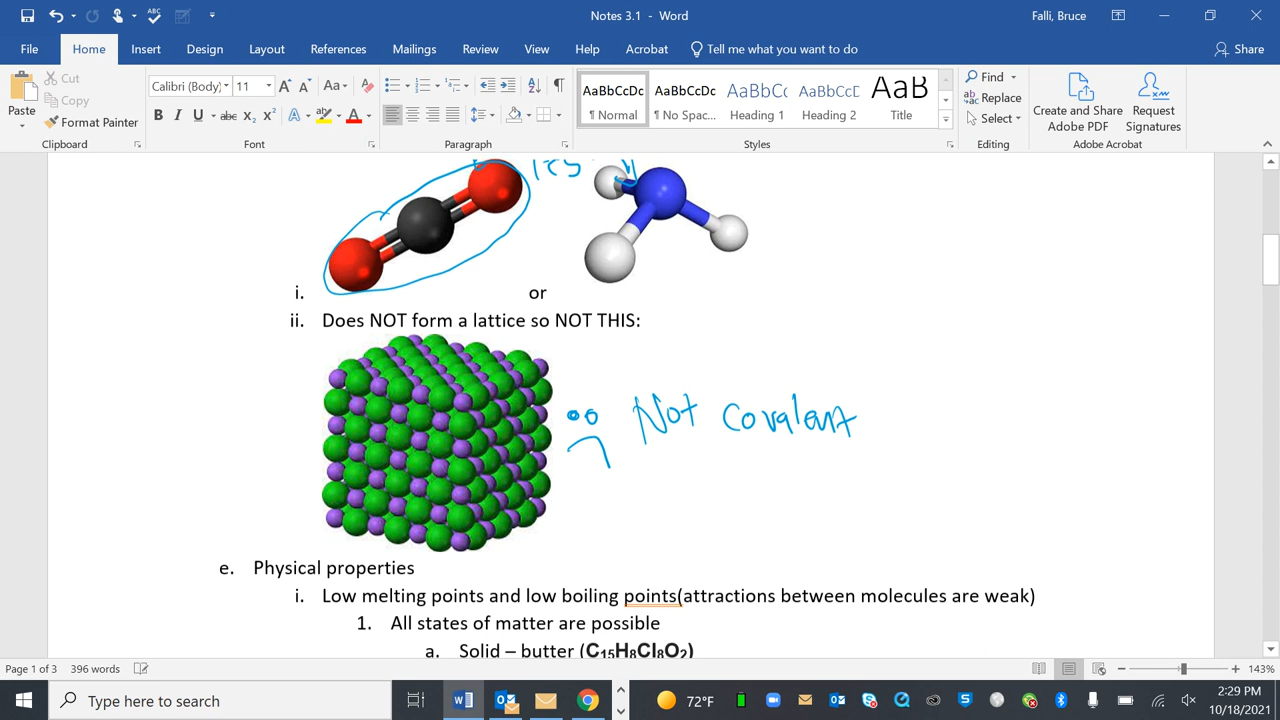 Notes 3.1 - Word
Falli, Bruce
File Home Insert Design Layout References Mailings Review View Help Acrobat Tell me what you want to do Share
Cut
Copy
Paste
Format Painter
Calibri (Body) 11
AaBbCcDc AaBbCcDc AaBbCc AaBbCcD AaB
¶ Normal ¶ No Spac... Heading 1 Heading 2 Title
Find
Replace
Select
Create and Share Adobe PDF
Request Signatures
Clipboard Font Paragraph Styles Editing Adobe Acrobat
i. or
ii. Does NOT form a lattice so NOT THIS:
Not covalent
e. Physical properties
i. Low melting points and low boiling points(attractions between molecules are weak)
1. All states of matter are possible
a. Solid – butter (C₁₅H₈Cl₈O₂)
Page 1 of 3 396 words 143%
Type here to search
72°F
2:29 PM
10/18/2021